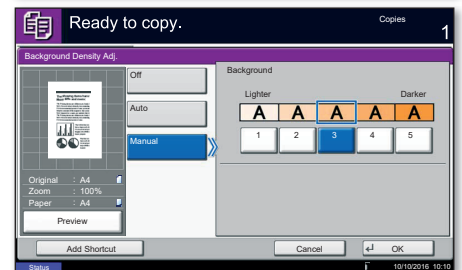 Ready to copy.
Copies
1
Background Density Adj.
Off
Auto
Manual
Background
Lighter Darker
A A A A A
1 2 3 4 5
Original : A4
Zoom : 100%
Paper : A4
Preview
Add Shortcut
Cancel
OK
Status
10/10/2016 10:10